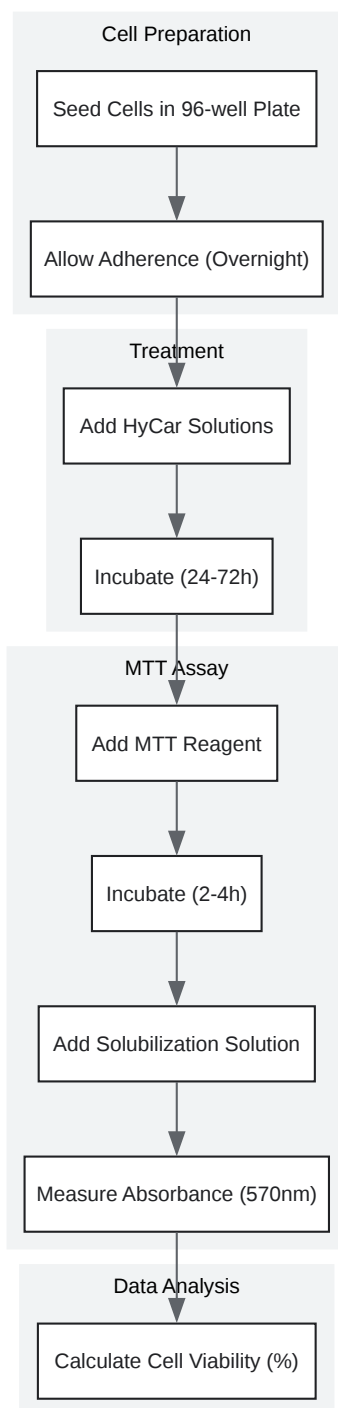 Cell Preparation
Seed Cells in 96-well Plate
Allow Adherence (Overnight)
Treatment
Add HyCar Solutions
Incubate (24-72h)
MTT Assay
Add MTT Reagent
Incubate (2-4h)
Add Solubilization Solution
Measure Absorbance (570nm)
Data Analysis
Calculate Cell Viability (%)